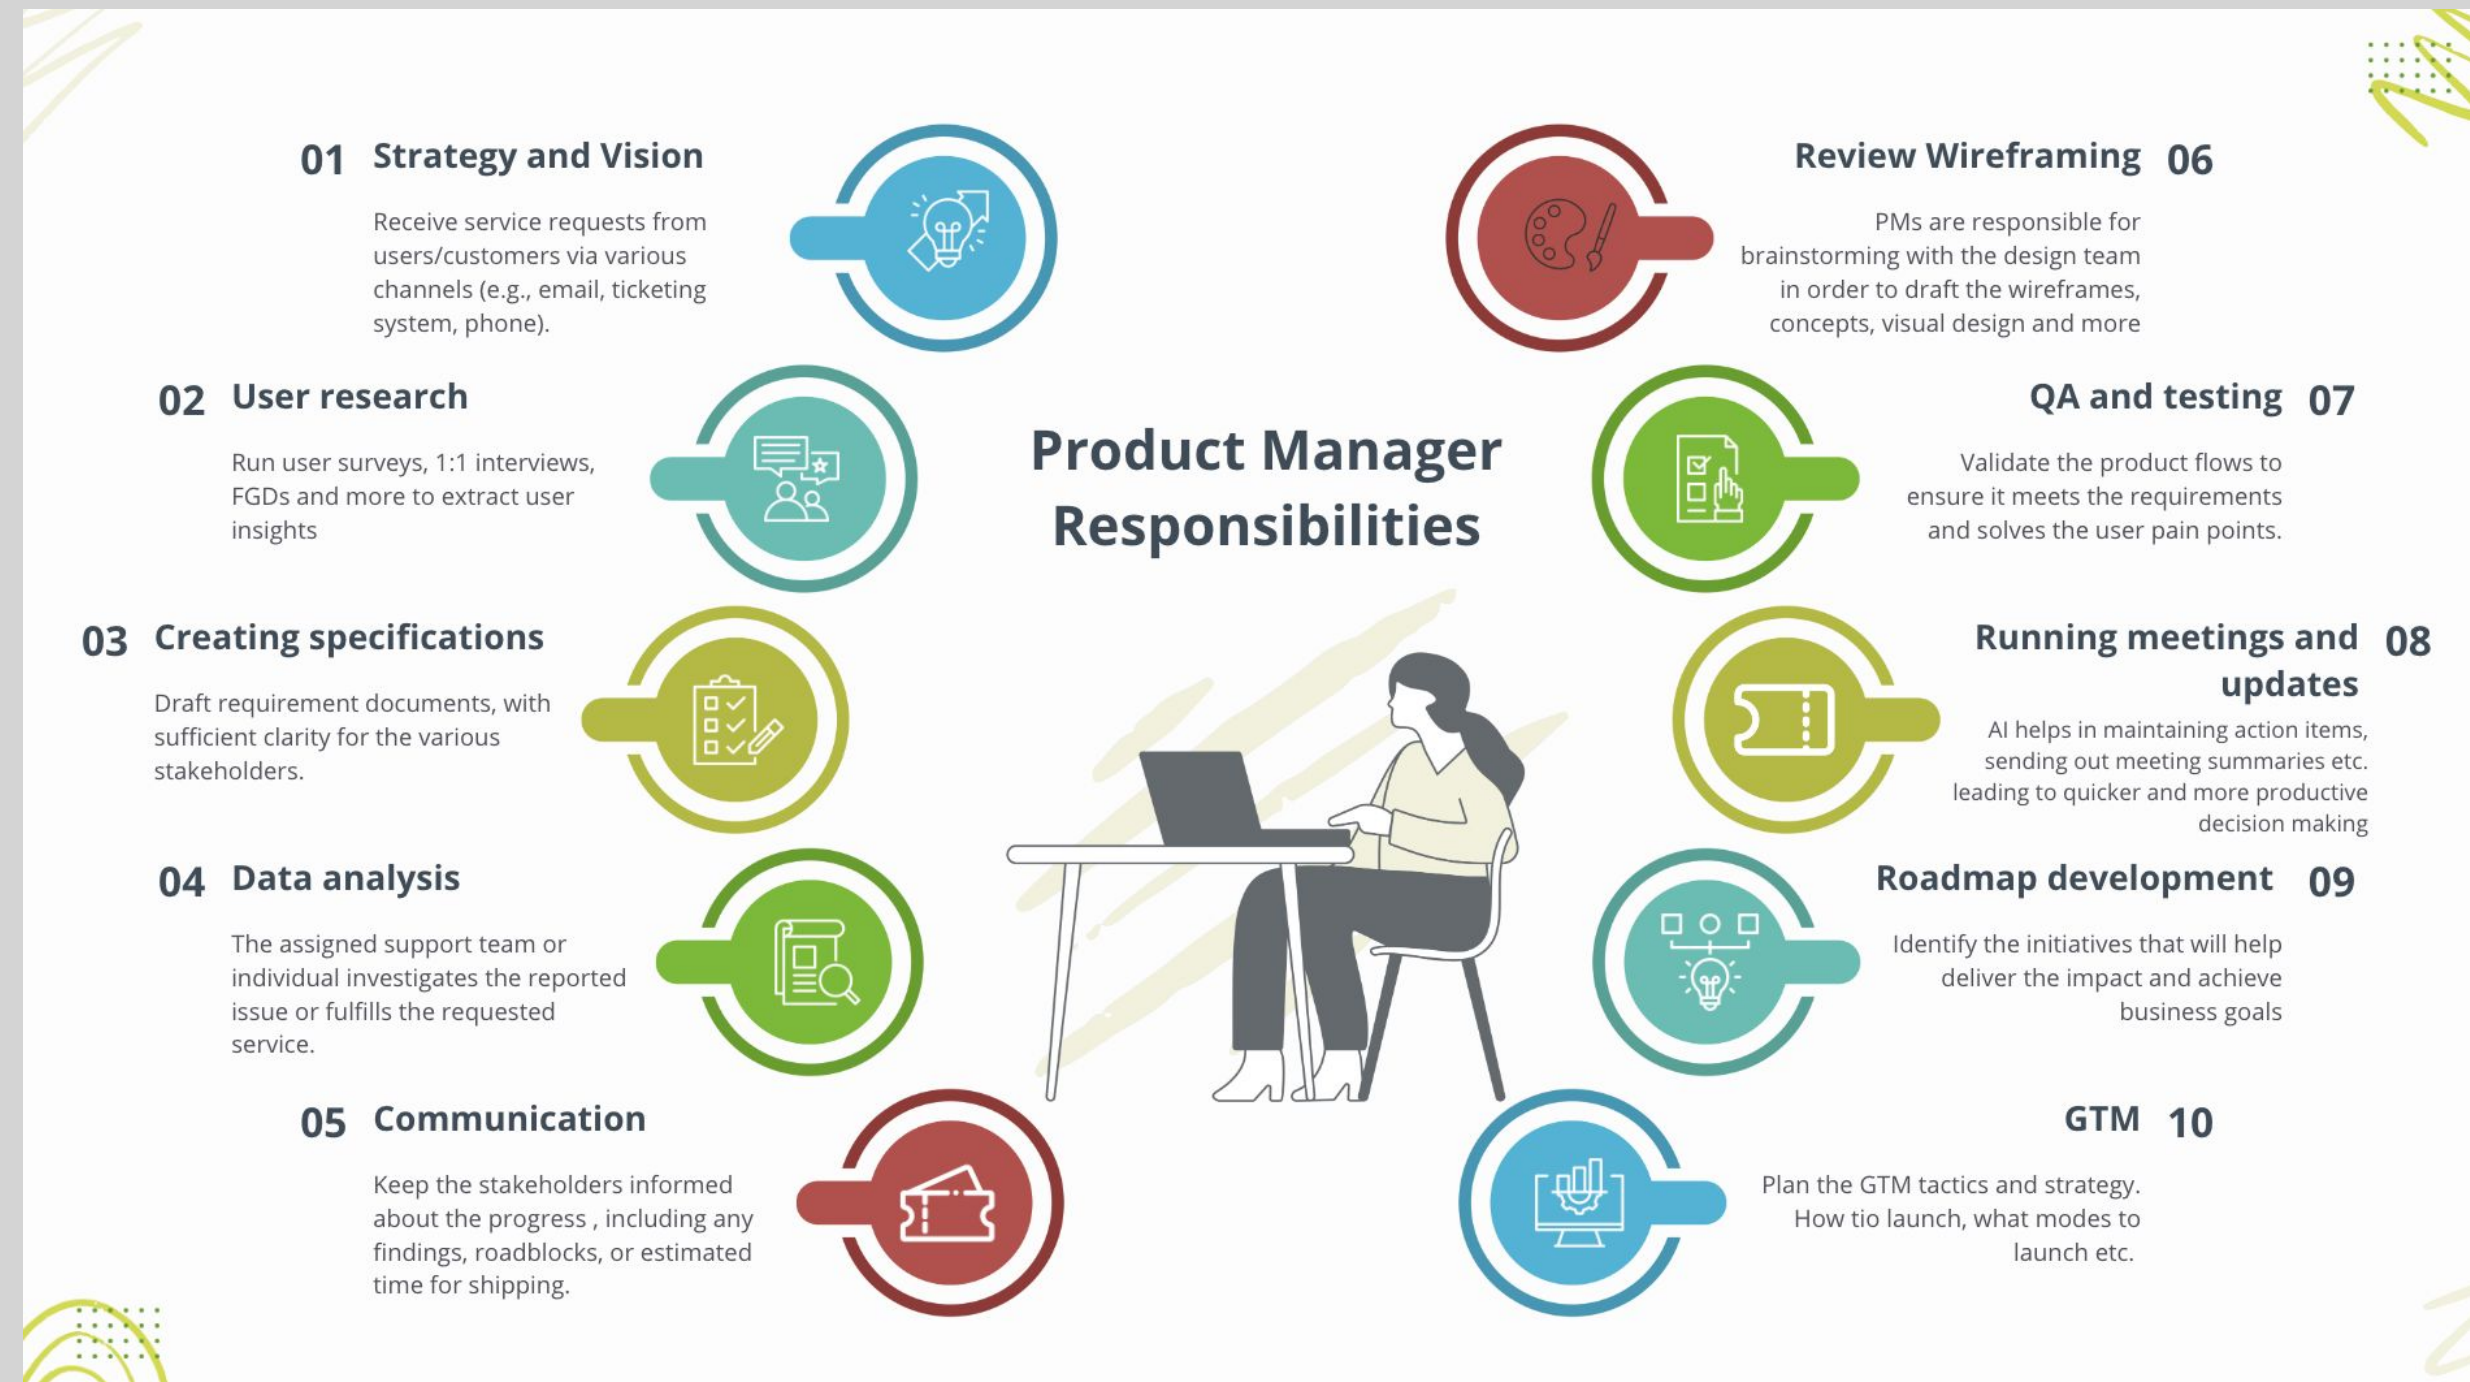 01 Strategy and Vision
Receive service requests from
users/customers via various
channels (e.g., email, ticketing
system, phone).
02 User research
Run user surveys, 1:1 interviews,
FGDs and more to extract user
insights
03 Creating specifications
Draft requirement documents, with
sufficient clarity for the various
stakeholders.
04 Data analysis
The assigned support team or
individual investigates the reported
issue or fulfills the requested
service.
05 Communication
Keep the stakeholders informed
about the progress , including any
findings, roadblocks, or estimated
time for shipping.
Product Manager
Responsibilities
Review Wireframing 06
PMs are responsible for
brainstorming with the design team
in order to draft the wireframes,
concepts, visual design and more
QA and testing 07
Validate the product flows to
ensure it meets the requirements
and solves the user pain points.
Running meetings and 08
updates
AI helps in maintaining action items,
sending out meeting summaries etc.
leading to quicker and more productive
decision making
Roadmap development 09
Identify the initiatives that will help
deliver the impact and achieve
business goals
GTM 10
Plan the GTM tactics and strategy.
How tio launch, what modes to
launch etc.